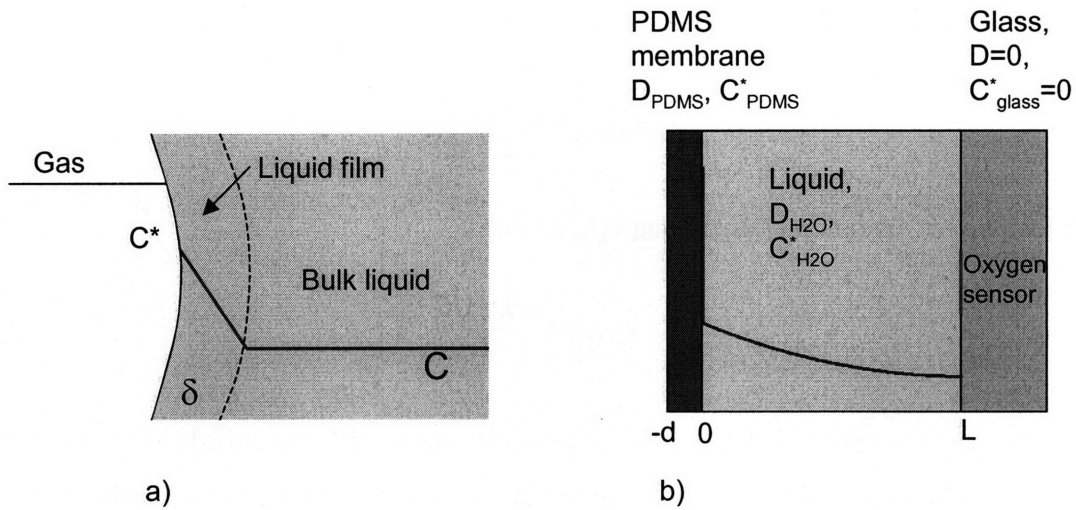 Gas
C*
Liquid film
Bulk liquid
C
δ
a)
PDMS
membrane
D_PDMS, C*_PDMS
Glass,
D=0,
C*_glass=0
Liquid,
D_H2O,
C*_H2O
Oxygen
sensor
-d
0
L
b)